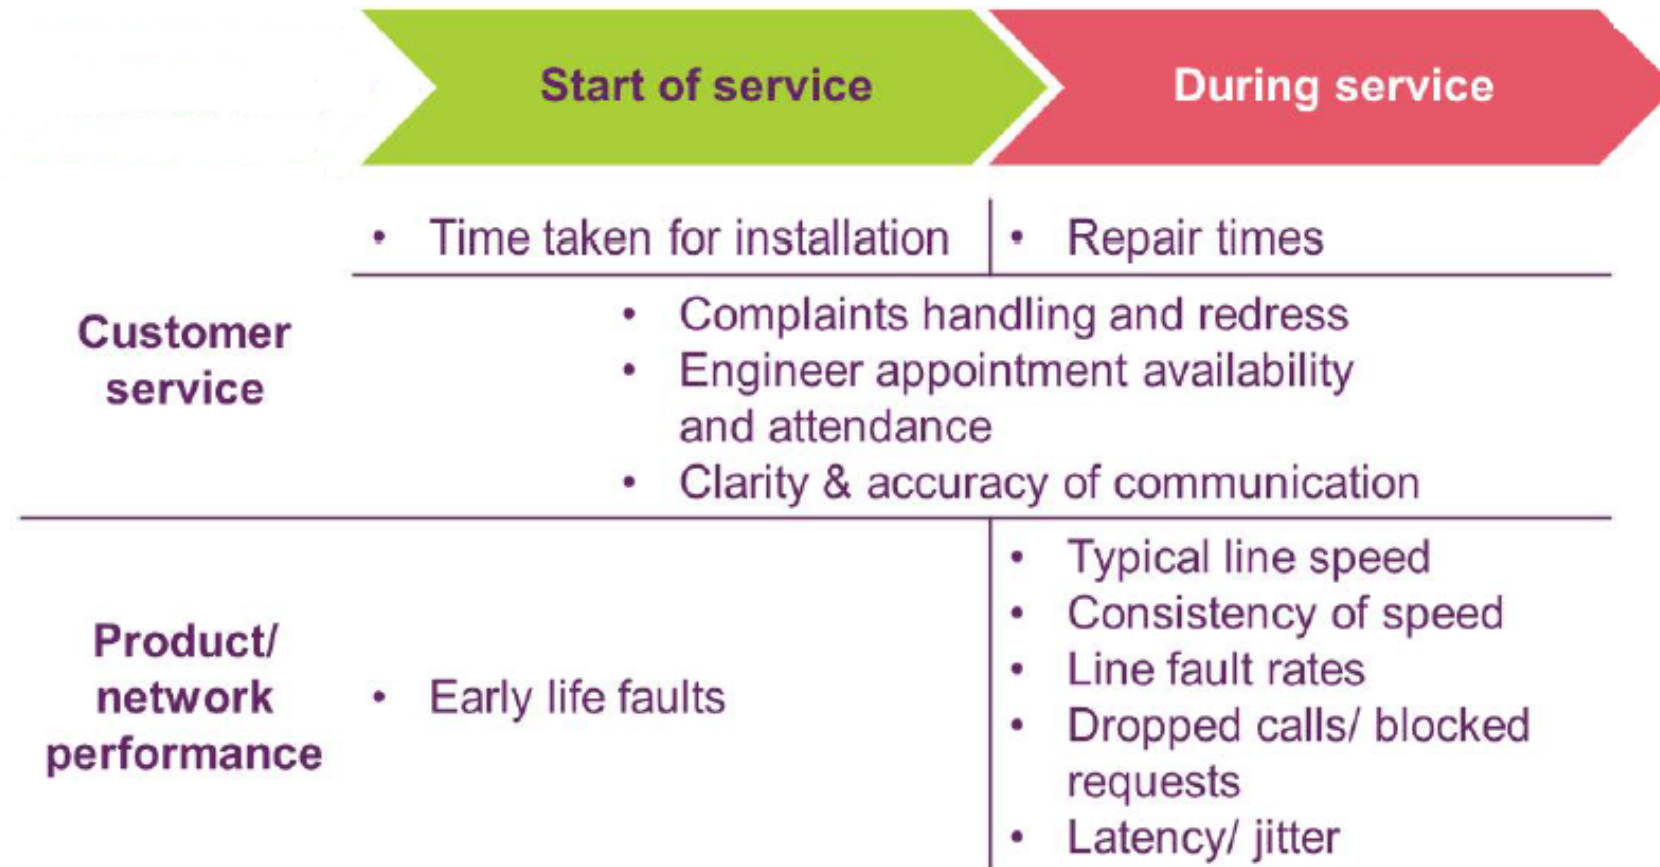 Start of service
During service
• Time taken for installation
• Repair times
Customer
service
• Complaints handling and redress
• Engineer appointment availability
and attendance
• Clarity & accuracy of communication
Product/
network
performance
• Early life faults
• Typical line speed
• Consistency of speed
• Line fault rates
• Dropped calls/ blocked
requests
• Latency/ jitter